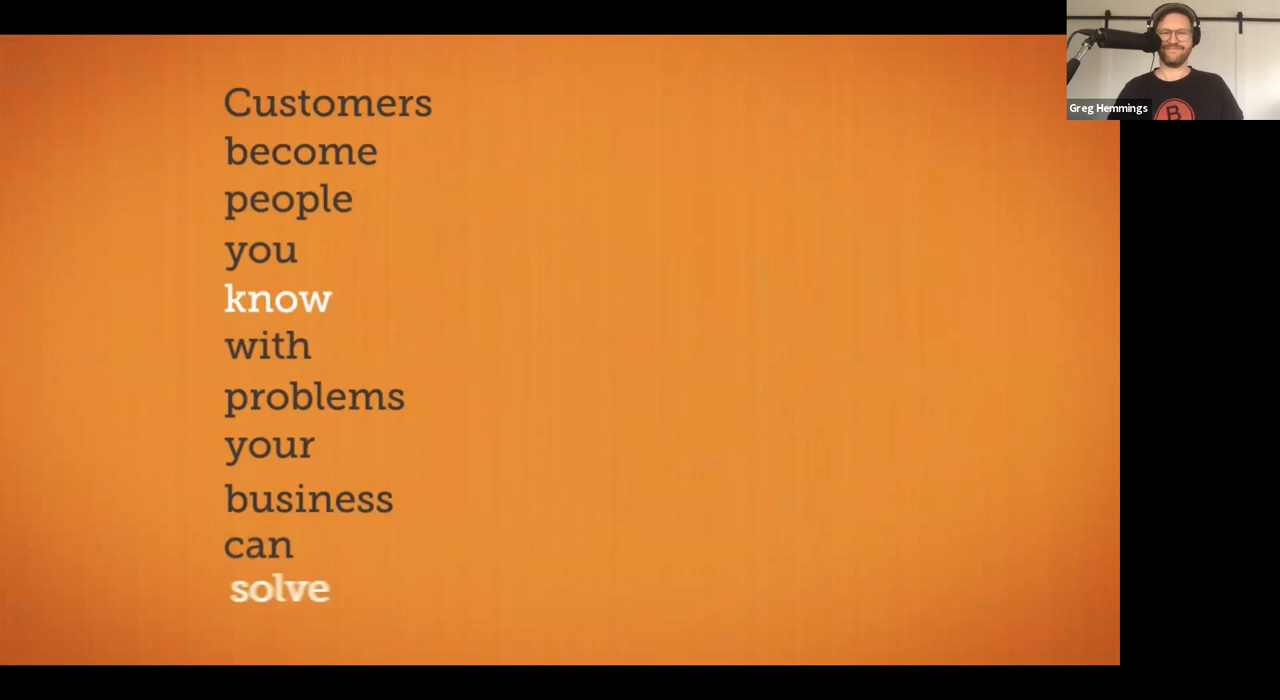 Customers
become
people
you
know
with
problems
your
business
can
solve
Greg Hemmings
B